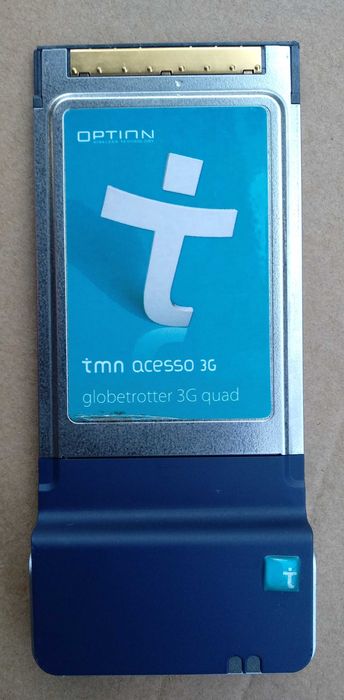 OPTION
WIRELESS TECHNOLOGY
tmn acesso 3G
globetrotter 3G quad
t